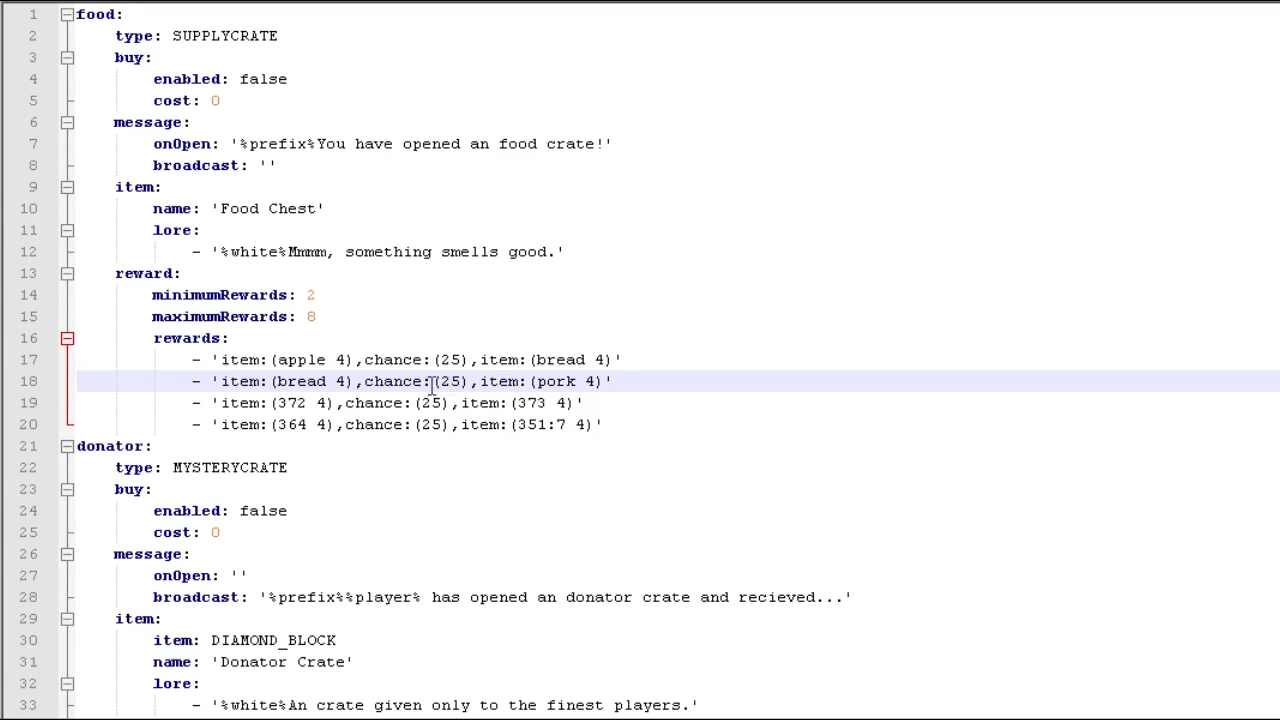 1 food:
2 type: SUPPLYCRATE
3 buy:
4 enabled: false
5 cost: 0
6 message:
7 onOpen: '%prefix%You have opened an food crate!'
8 broadcast: ''
9 item:
10 name: 'Food Chest'
11 lore:
12 - '%white%Mmmm, something smells good.'
13 reward:
14 minimumRewards: 2
15 maximumRewards: 8
16 rewards:
17 - 'item:(apple 4),chance:(25),item:(bread 4)'
18 - 'item:(bread 4),chance:(25),item:(pork 4)'
19 - 'item:(372 4),chance:(25),item:(373 4)'
20 - 'item:(364 4),chance:(25),item:(351:7 4)'
21 donator:
22 type: MYSTERYCRATE
23 buy:
24 enabled: false
25 cost: 0
26 message:
27 onOpen: ''
28 broadcast: '%prefix%%player% has opened an donator crate and recieved...'
29 item:
30 item: DIAMOND_BLOCK
31 name: 'Donator Crate'
32 lore:
33 - '%white%An crate given only to the finest players.'